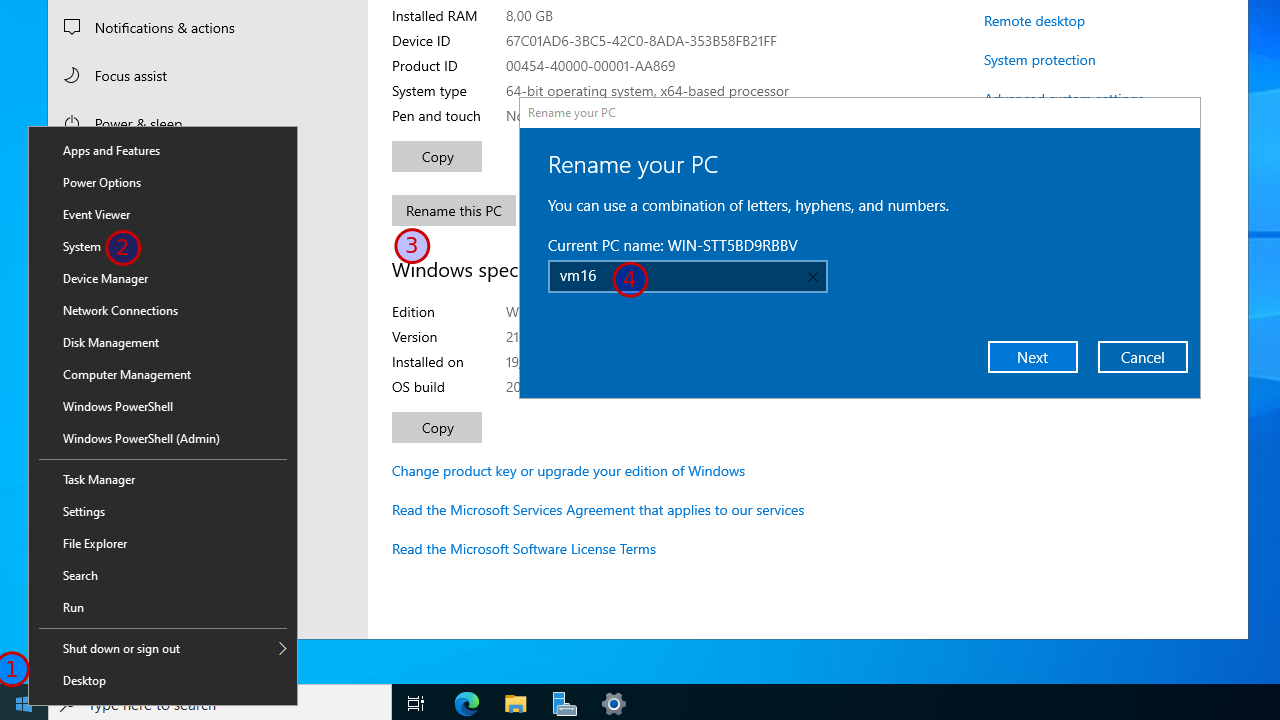 Notifications & actions
Focus assist
Power & sleep
Installed RAM 8,00 GB
Device ID 67C01AD6-3BC5-42C0-8ADA-353B58FB21FF
Product ID 00454-40000-00001-AA869
System type 64-bit operating system, x64-based processor
Pen and touch No
Copy
Rename this PC
3
Windows spec
Edition W
Version 21
Installed on 19,
OS build 20
Copy
Change product key or upgrade your edition of Windows
Read the Microsoft Services Agreement that applies to our services
Read the Microsoft Software License Terms
Remote desktop
System protection
Advanced system settings
Rename your PC
Rename your PC
You can use a combination of letters, hyphens, and numbers.
Current PC name: WIN-STT5BD9RBBV
vm16 4
Next Cancel
Apps and Features
Power Options
Event Viewer
System 2
Device Manager
Network Connections
Disk Management
Computer Management
Windows PowerShell
Windows PowerShell (Admin)
Task Manager
Settings
File Explorer
Search
Run
Shut down or sign out
Desktop
1
Type here to search